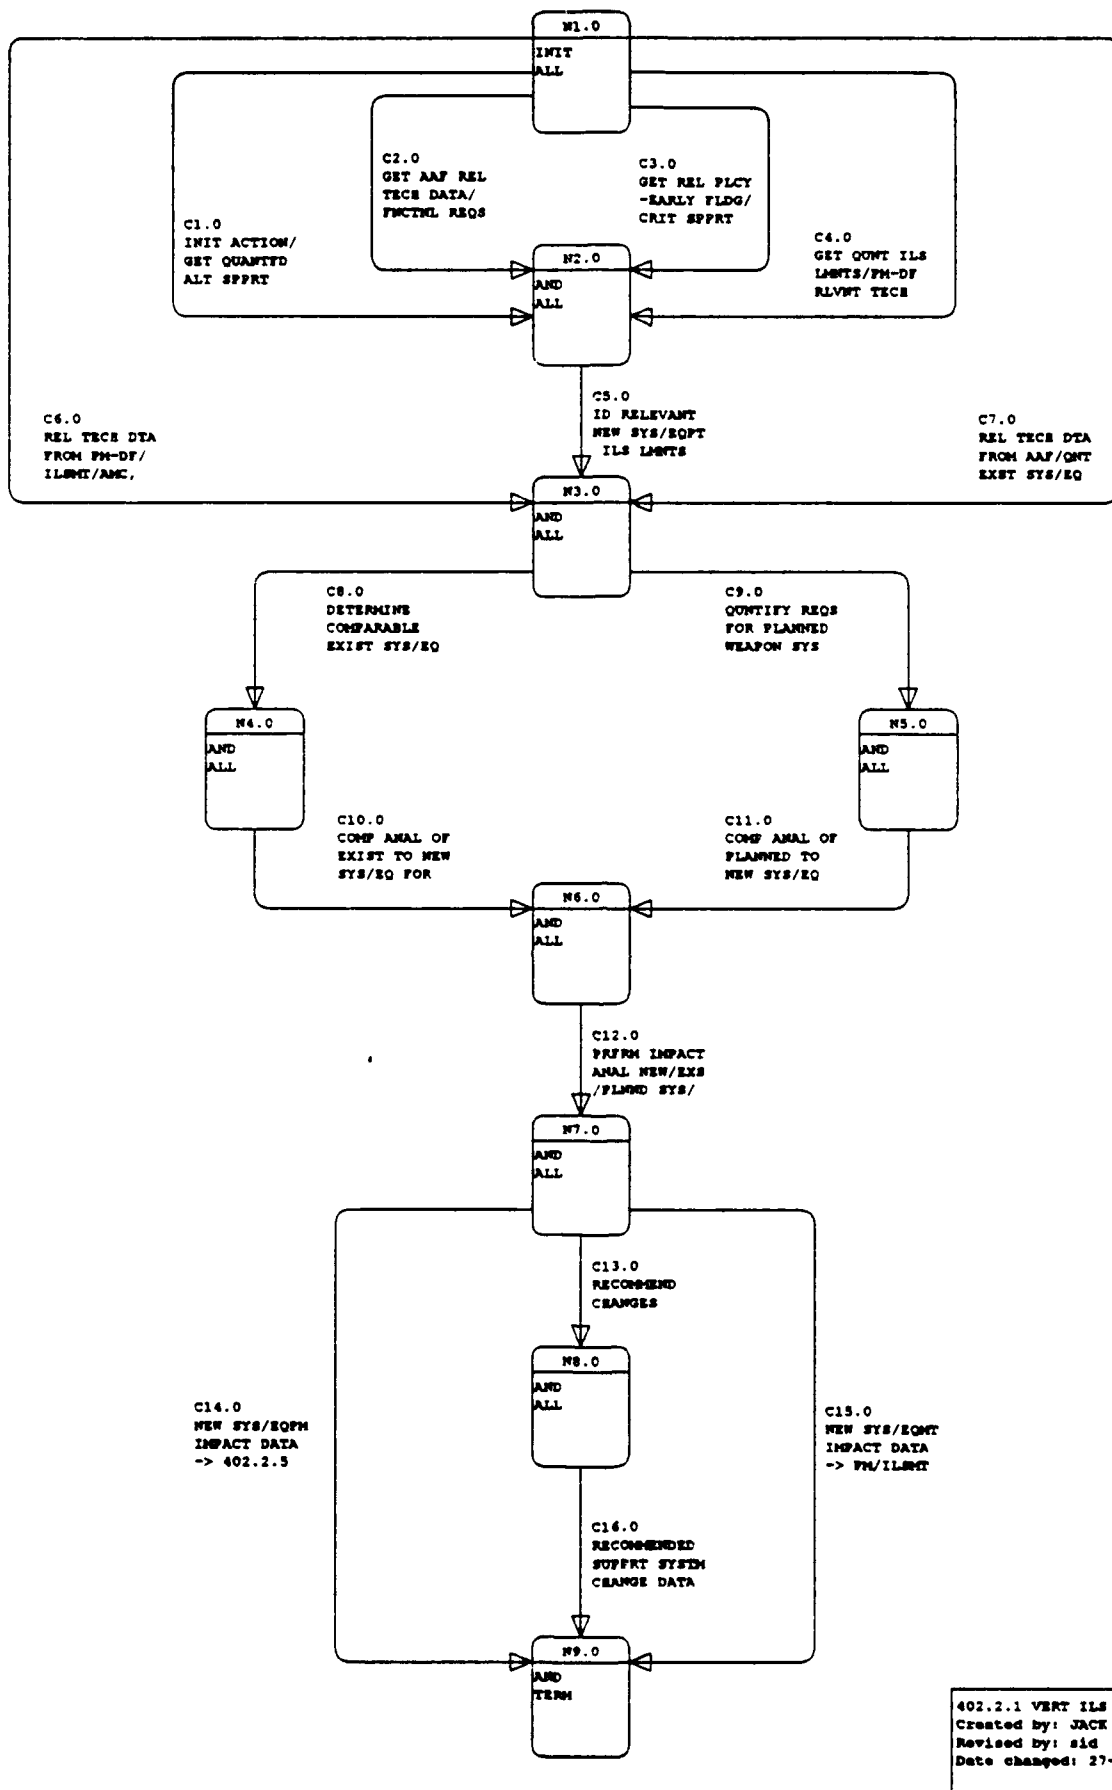 N1.0
INIT
ALL
C2.0
GET AAF REL
TECH DATA/
FNCTNL REQS
C3.0
GET REL PLCY
-EARLY FLDG/
CRIT SPPRT
C1.0
INIT ACTION/
GET QUANTFD
ALT SPPRT
C4.0
GET QUNT ILS
LMNTS/PM-DF
RLVNT TECH
N2.0
AND
ALL
C5.0
ID RELEVANT
NEW SYS/EQPT
ILS LMNTS
C6.0
REL TECH DTA
FROM PM-DF/
ILSMT/AMC,
C7.0
REL TECH DTA
FROM AAF/QNT
EXST SYS/EQ
N3.0
AND
ALL
C8.0
DETERMINE
COMPARABLE
EXIST SYS/EQ
C9.0
QUNTIFY REQS
FOR PLANNED
WEAPON SYS
N4.0
AND
ALL
N5.0
AND
ALL
C10.0
COMP ANAL OF
EXIST TO NEW
SYS/EQ FOR
C11.0
COMP ANAL OF
PLANNED TO
NEW SYS/EQ
N6.0
AND
ALL
C12.0
PRFRM IMPACT
ANAL NEW/EXS
/PLNND SYS/
N7.0
AND
ALL
C13.0
RECOMMEND
CHANGES
N8.0
AND
ALL
C14.0
NEW SYS/EQPM
IMPACT DATA
-> 402.2.5
C15.0
NEW SYS/EQMT
IMPACT DATA
-> PM/ILSMT
C16.0
RECOMMENDED
SUPPRT SYSTM
CHANGE DATA
N9.0
AND
TERM
402.2.1 VERT ILS
Created by: JACK
Revised by: sid
Date changed: 27-